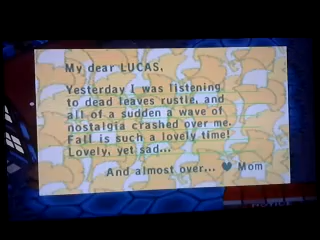 My dear LUCAS,
Yesterday I was listening
to dead leaves rustle, and
all of a sudden a wave of
nostalgia crashed over me.
Fall is such a lovely time!
Lovely, yet sad...
And almost over... ♥ Mom